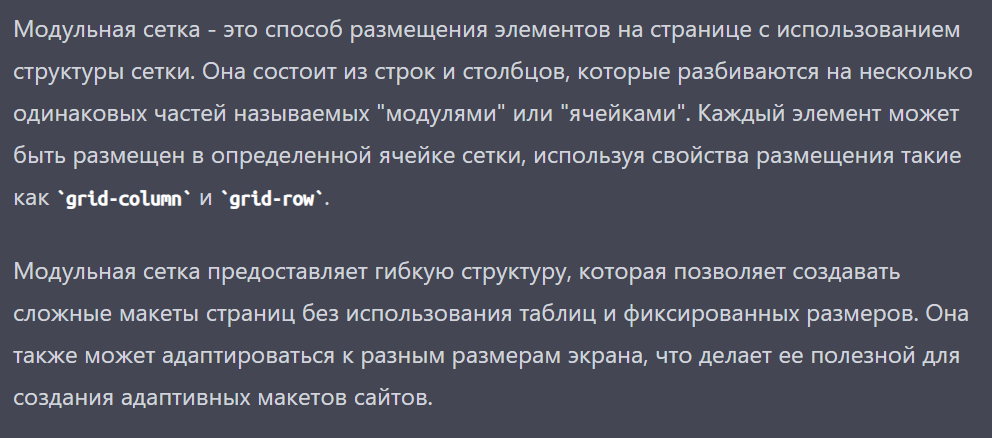 Модульная сетка - это способ размещения элементов на странице с использованием
структуры сетки. Она состоит из строк и столбцов, которые разбиваются на несколько
одинаковых частей называемых "модулями" или "ячейками". Каждый элемент может
быть размещен в определенной ячейке сетки, используя свойства размещения такие
как `grid-column` и `grid-row`.
Модульная сетка предоставляет гибкую структуру, которая позволяет создавать
сложные макеты страниц без использования таблиц и фиксированных размеров. Она
также может адаптироваться к разным размерам экрана, что делает ее полезной для
создания адаптивных макетов сайтов.